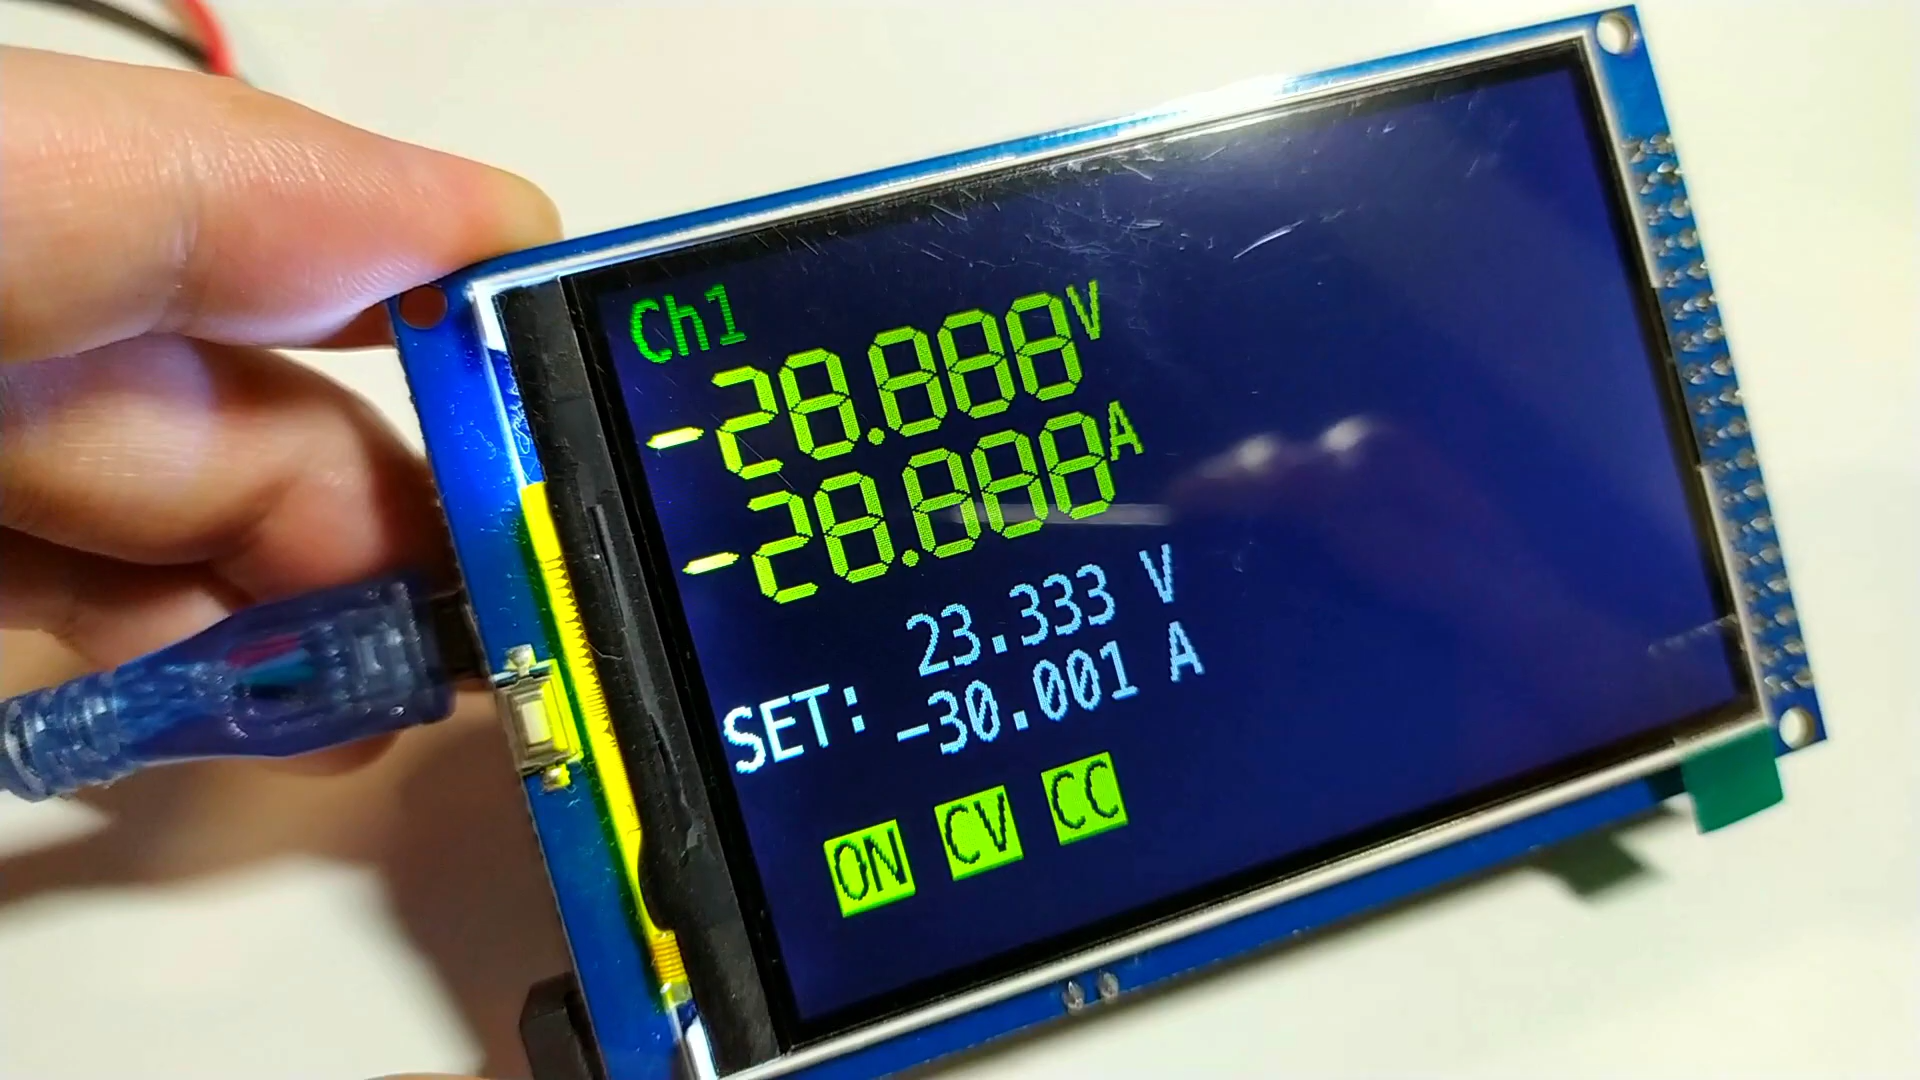 Ch1
-28.888V
-28.888A
23.333 V
SET: -30.001 A
ON CV CC